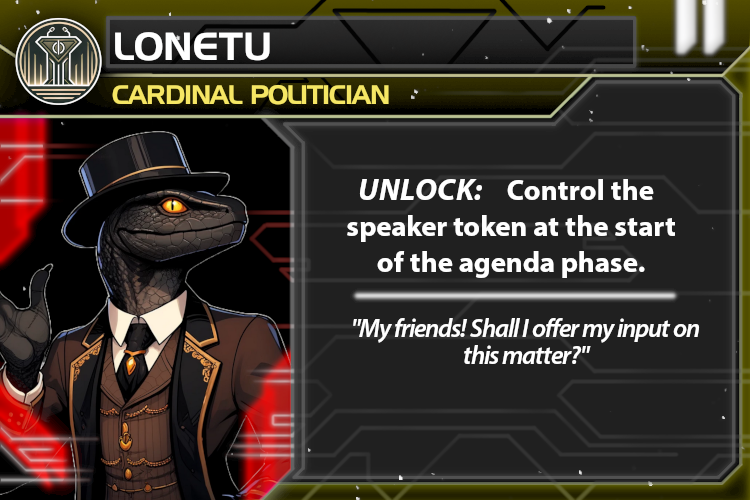 LONETU
CARDINAL POLITICIAN
UNLOCK: Control the
speaker token at the start
of the agenda phase.
"My friends! Shall I offer my input on
this matter?"